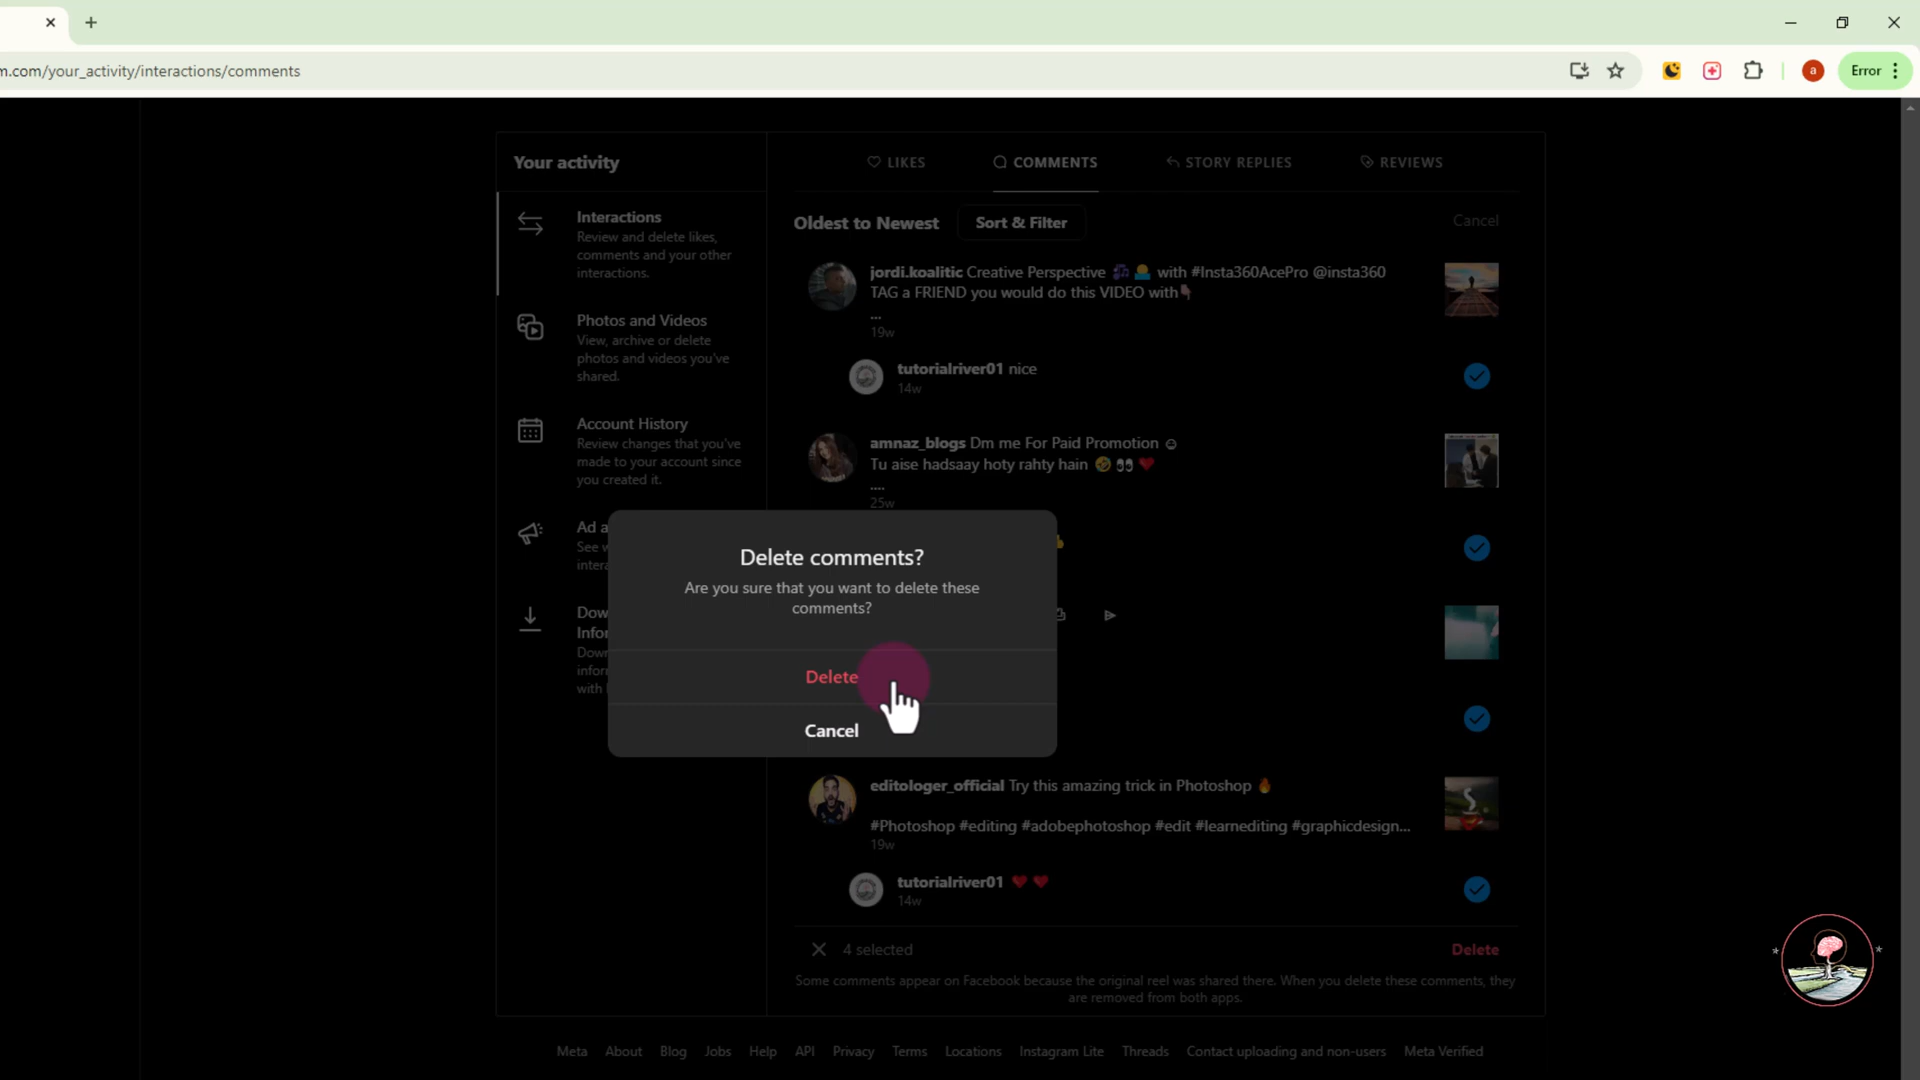 m.com/your_activity/interactions/comments
a
Error
Your activity
LIKES
COMMENTS
STORY REPLIES
REVIEWS
Interactions
Review and delete likes,
comments and your other
interactions.
Photos and Videos
View, archive or delete
photos and videos you've
shared.
Account History
Review changes that you've
made to your account since
you created it.
Ad a
See w
intera
Dow
Infor
Down
inforr
with I
Oldest to Newest
Sort & Filter
Cancel
jordi.koalitic Creative Perspective 🎶 with #Insta360AcePro @insta360
TAG a FRIEND you would do this VIDEO with👇🏽
...
19w
tutorialriver01 nice
14w
amnaz_blogs Dm me For Paid Promotion ☺
Tu aise hadsaay hoty rahty hain 🤣👀❤️
....
25w
Delete comments?
Are you sure that you want to delete these
comments?
Delete
Cancel
editologer_official Try this amazing trick in Photoshop 🔥
#Photoshop #editing #adobephotoshop #edit #learnediting #graphicdesign...
19w
tutorialriver01 ❤️ ❤️
14w
4 selected
Delete
Some comments appear on Facebook because the original reel was shared there. When you delete these comments, they
are removed from both apps.
Meta About Blog Jobs Help API Privacy Terms Locations Instagram Lite Threads Contact uploading and non-users Meta Verified